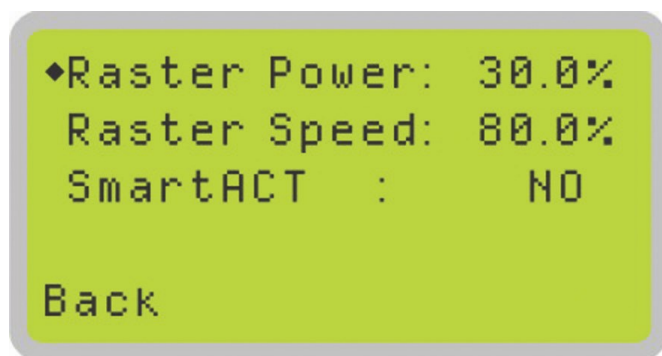 ◆Raster Power: 30.0%
Raster Speed: 80.0%
SmartACT : NO
Back